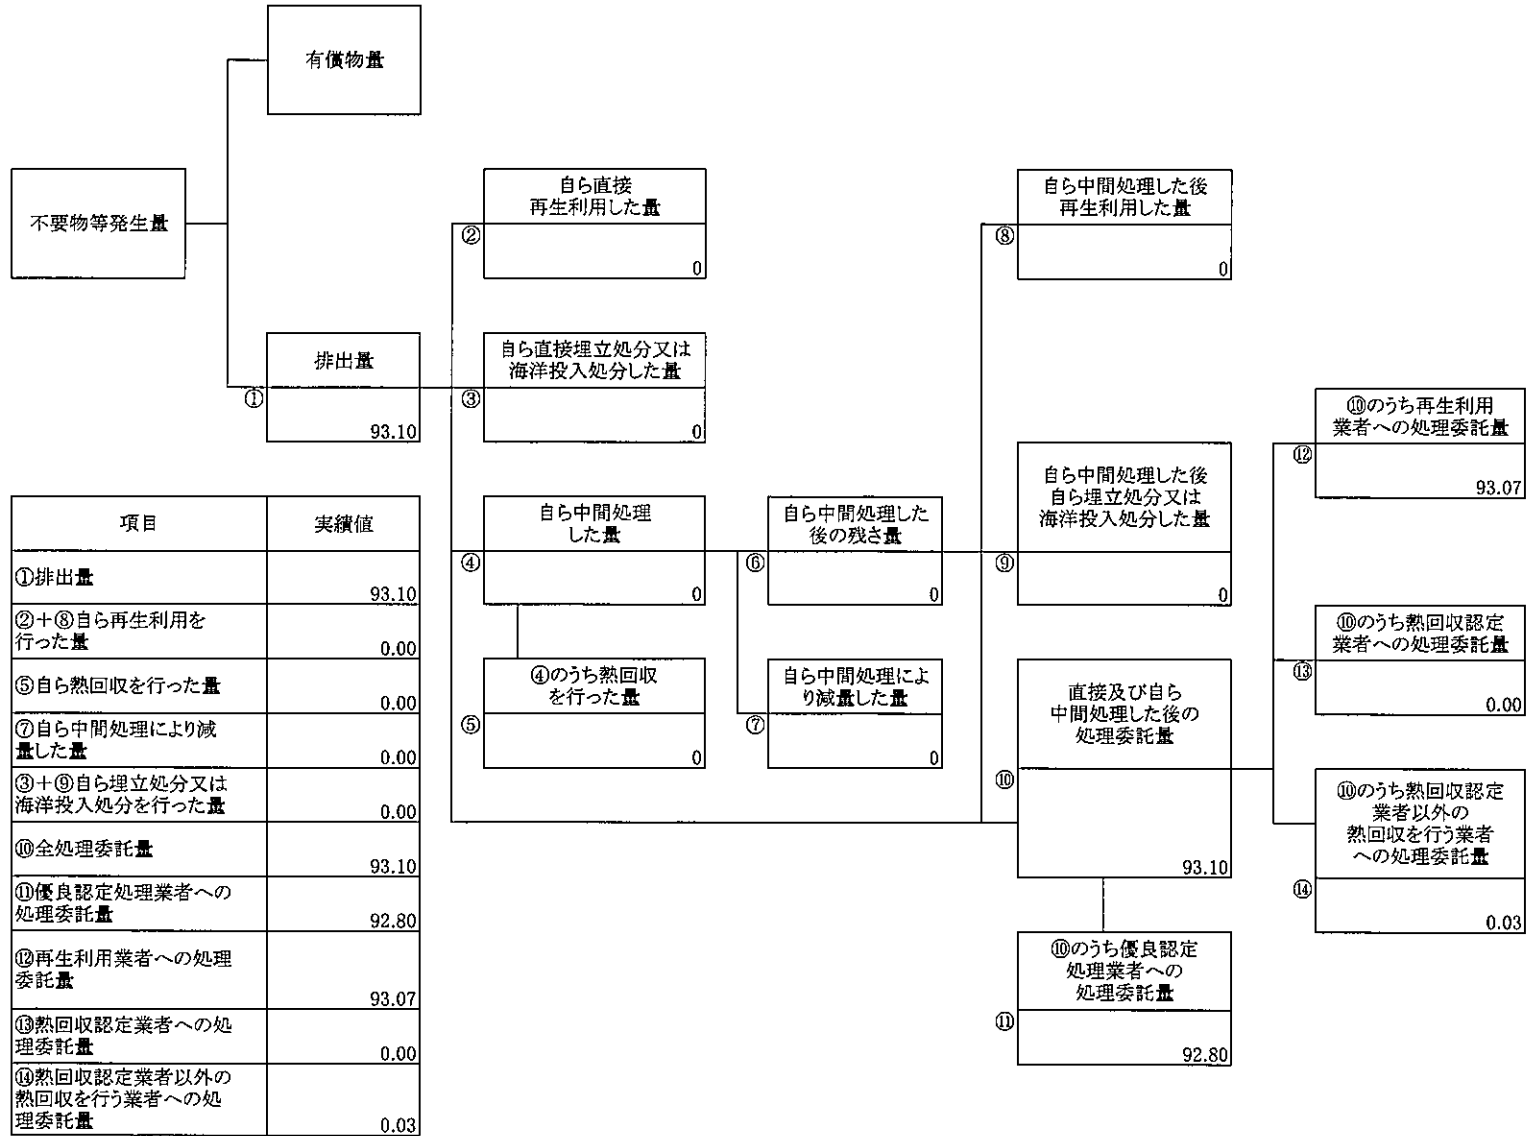 有償物量
不要物等発生量
自ら直接
再生利用した量
②
0
自ら中間処理した後
再生利用した量
⑧
0
排出量
①
93.10
自ら直接埋立処分又は
海洋投入処分した量
③
0
自ら中間処理
した量
④
0
自ら中間処理した
後の残さ量
⑥
0
自ら中間処理した後
自ら埋立処分又は
海洋投入処分した量
⑨
0
④のうち熱回収
を行った量
⑤
0
自ら中間処理によ
り減量した量
⑦
0
直接及び自ら
中間処理した後の
処理委託量
⑩
93.10
⑩のうち優良認定
処理業者への
処理委託量
⑪
92.80
⑩のうち再生利用
業者への処理委託量
⑫
93.07
⑩のうち熱回収認定
業者への処理委託量
⑬
0.00
⑩のうち熱回収認定
業者以外の
熱回収を行う業者
への処理委託量
⑭
0.03
項目 実績値
①排出量
93.10
②+⑧自ら再生利用を
行った量
0.00
⑤自ら熱回収を行った量
0.00
⑦自ら中間処理により減
量した量
0.00
③+⑨自ら埋立処分又は
海洋投入処分を行った量
0.00
⑩全処理委託量
93.10
⑪優良認定処理業者への
処理委託量
92.80
⑫再生利用業者への処理
委託量
93.07
⑬熱回収認定業者への処
理委託量
0.00
⑭熱回収認定業者以外の
熱回収を行う業者への処
理委託量
0.03